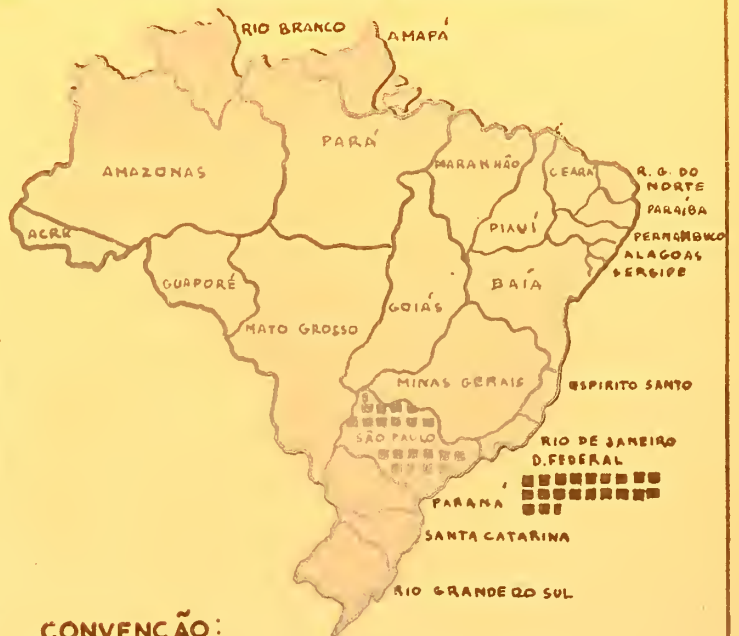 RIO BRANCO
AMAPÁ
PARÁ
AMAZONAS
MARANHÃO
CEARÁ
R. G. DO
NORTE
PARAÍBA
ACRE
PIAUÍ
PERNAMBUCO
ALAGOAS
SERGIPE
GUAPORÉ
GOIÁS
BAÍA
MATO GROSSO
MINAS GERAIS
ESPIRITO SANTO
SÃO PAULO
RIO DE JANEIRO
D. FEDERAL
PARANÁ
SANTA CATARINA
RIO GRANDE DO SUL
CONVENÇÃO: